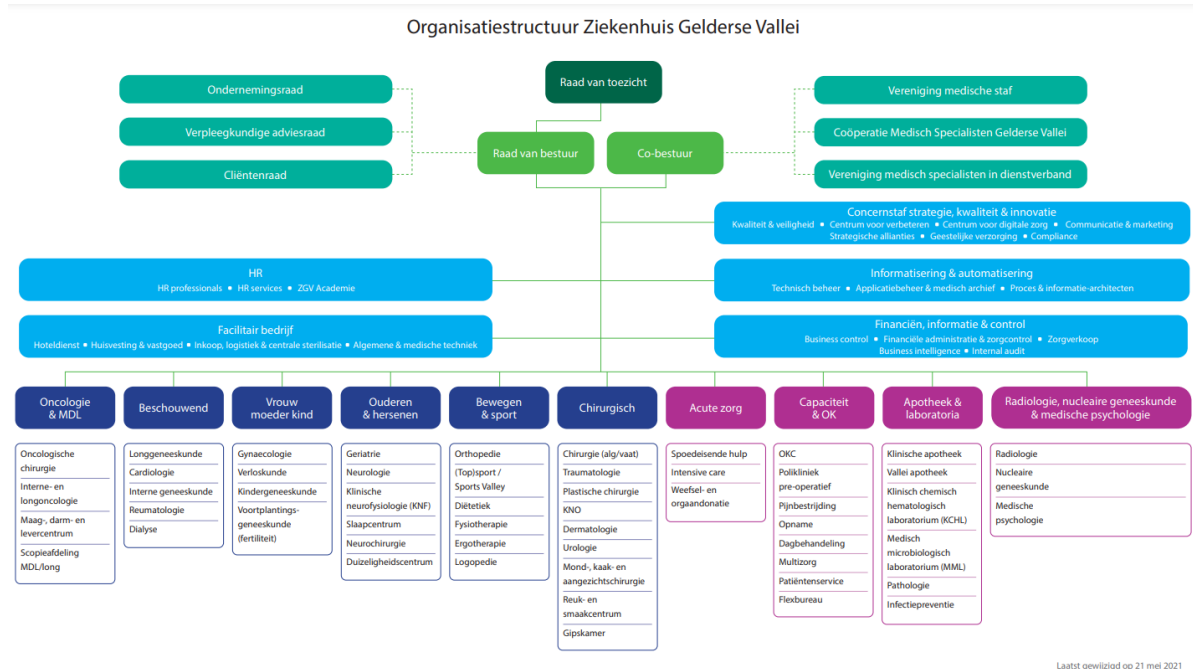 Organisatiestructuur Ziekenhuis Gelderse Vallei
Raad van toezicht
Ondernemingsraad
Verpleegkundige adviesraad
Cliëntenraad
Raad van bestuur
Co-bestuur
Vereniging medische staf
Coöperatie Medisch Specialisten Gelderse Vallei
Vereniging medisch specialisten in dienstverband
Concernstaf strategie, kwaliteit & innovatie
Kwaliteit & veiligheid ▪ Centrum voor verbeteren ▪ Centrum voor digitale zorg ▪ Communicatie & marketing
Strategische allianties ▪ Geestelijke verzorging ▪ Compliance
HR
HR professionals ▪ HR services ▪ ZGV Academie
Informatisering & automatisering
Technisch beheer ▪ Applicatiebeheer & medisch archief ▪ Proces & informatie-architecten
Facilitair bedrijf
Hoteldienst ▪ Huisvesting & vastgoed ▪ Inkoop, logistiek & centrale sterilisatie ▪ Algemene & medische techniek
Financiën, informatie & control
Business control ▪ Financiële administratie & zorgcontrol ▪ Zorgverkoop
Business intelligence ▪ Internal audit
Oncologie
& MDL
Oncologische
chirurgie
Interne- en
longoncologie
Maag-, darm- en
levercentrum
Scopieafdeling
MDL/long
Beschouwend
Longgeneeskunde
Cardiologie
Interne geneeskunde
Reumatologie
Dialyse
Vrouw
moeder kind
Gynaecologie
Verloskunde
Kindergeneeskunde
Voortplantings-
geneeskunde
(fertiliteit)
Ouderen
& hersenen
Geriatrie
Neurologie
Klinische
neurofysiologie (KNF)
Slaapcentrum
Neurochirurgie
Duizeligheidscentrum
Bewegen
& sport
Orthopedie
(Top)sport /
Sports Valley
Diëtetiek
Fysiotherapie
Ergotherapie
Logopedie
Chirurgisch
Chirurgie (alg/vaat)
Traumatologie
Plastische chirurgie
KNO
Dermatologie
Urologie
Mond-, kaak- en
aangezichtschirurgie
Reuk- en
smaakcentrum
Gipskamer
Acute zorg
Spoedeisende hulp
Intensive care
Weefsel- en
orgaandonatie
Capaciteit
& OK
OKC
Polikliniek
pre-operatief
Pijnbestrijding
Opname
Dagbehandeling
Multizorg
Patiëntenservice
Flexbureau
Apotheek &
laboratoria
Klinische apotheek
Vallei apotheek
Klinisch chemisch
hematologisch
laboratorium (KCHL)
Medisch
microbiologisch
laboratorium (MML)
Pathologie
Infectiepreventie
Radiologie, nucleaire geneeskunde
& medische psychologie
Radiologie
Nucleaire
geneeskunde
Medische
psychologie
Laatst gewijzigd op 21 mei 2021